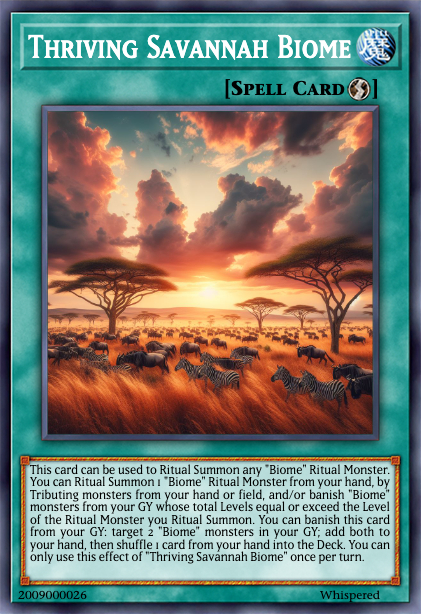 THRIVING SAVANNAH BIOME
魔
[SPELL CARD]
This card can be used to Ritual Summon any "Biome" Ritual Monster.
You can Ritual Summon 1 "Biome" Ritual Monster from your hand, by
Tributing monsters from your hand or field, and/or banish "Biome"
monsters from your GY whose total Levels equal or exceed the Level
of the Ritual Monster you Ritual Summon. You can banish this card
from your GY: target 2 "Biome" monsters in your GY; add both to
your hand, then shuffle 1 card from your hand into the Deck. You can
only use this effect of "Thriving Savannah Biome" once per turn.
2009000026 Whispered